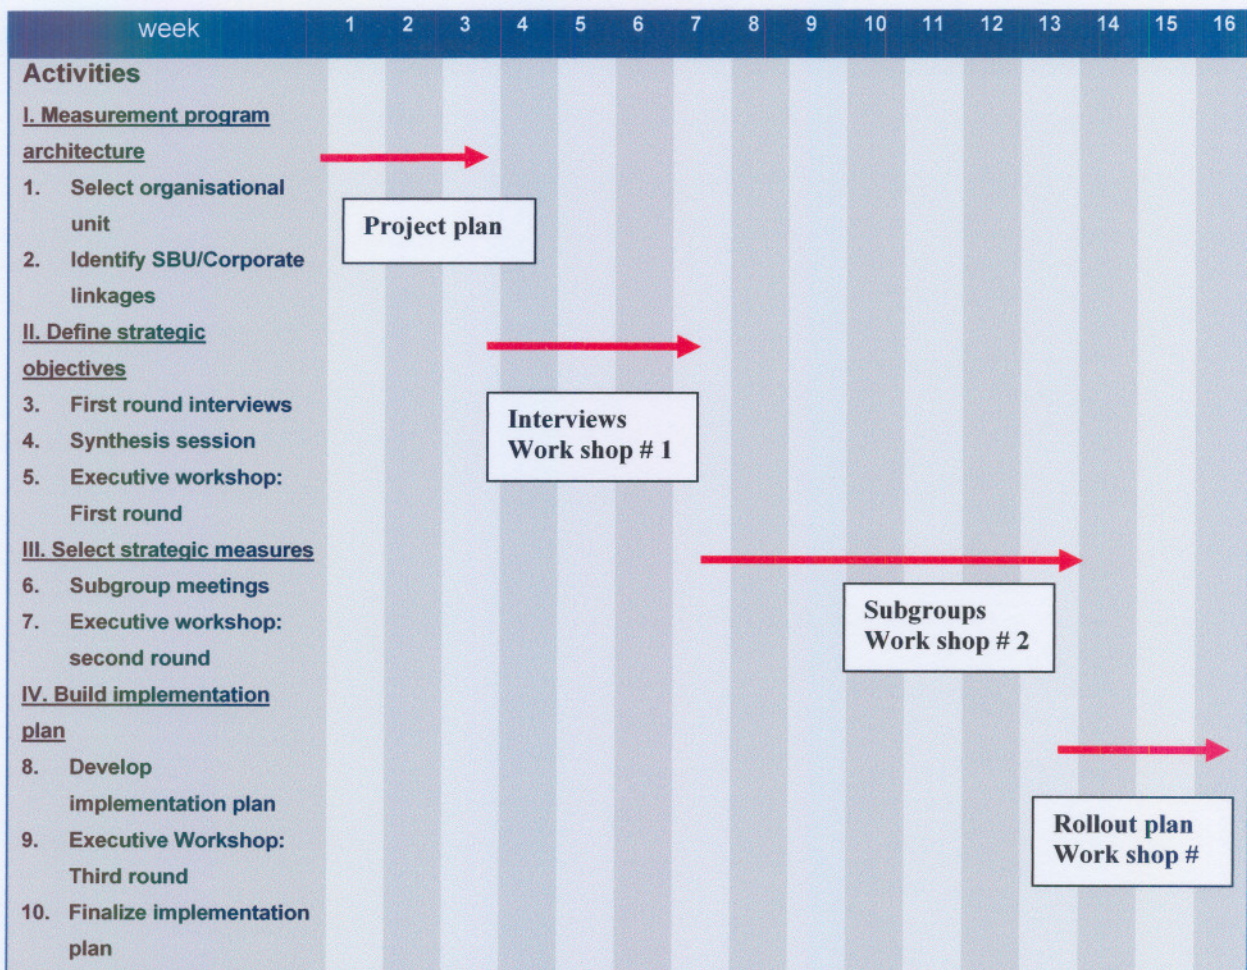 week 1 2 3 4 5 6 7 8 9 10 11 12 13 14 15 16
Activities
I. Measurement program
architecture
1. Select organisational
unit
2. Identify SBU/Corporate
linkages
II. Define strategic
objectives
3. First round interviews
4. Synthesis session
5. Executive workshop:
First round
III. Select strategic measures
6. Subgroup meetings
7. Executive workshop:
second round
IV. Build implementation
plan
8. Develop
implementation plan
9. Executive Workshop:
Third round
10. Finalize implementation
plan
Project plan
Interviews
Work shop # 1
Subgroups
Work shop # 2
Rollout plan
Work shop #